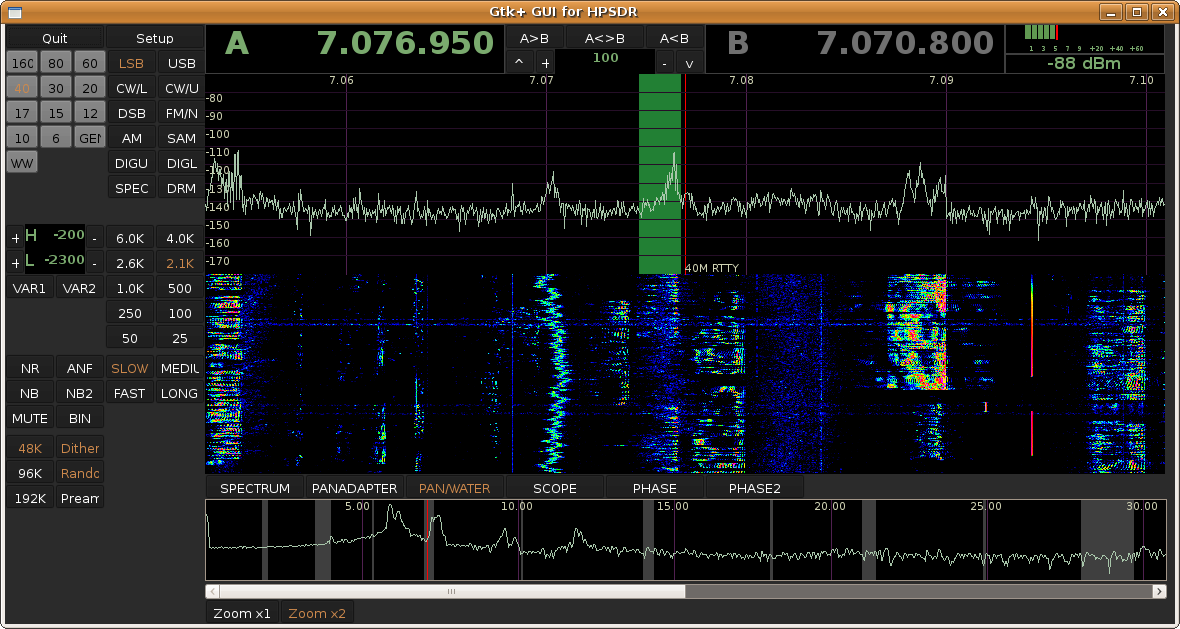 Gtk+ GUI for HPSDR
Quit Setup A 7.076.950 A>B A<>B A<B B 7.070.800
^ + 100 - v
1 3 5 7 9 +20 +40 +60
-88 dBm
160 80 60 LSB USB
40 30 20 CW/L CW/U
17 15 12 DSB FM/N
10 6 GEN AM SAM
WW DIGU DIGL
SPEC DRM
+ H -200 - 6.0K 4.0K
+ L -2300 - 2.6K 2.1K
VAR1 VAR2 1.0K 500
250 100
50 25
NR ANF SLOW MEDIU
NB NB2 FAST LONG
MUTE BIN
48K Dither
96K Randc
192K Pream
7.06 7.07 7.08 7.09 7.10
-80
-90
-100
-110
-120
-130
-140
-150
-160
-170
40M RTTY
SPECTRUM PANADAPTER PAN/WATER SCOPE PHASE PHASE2
5.00 10.00 15.00 20.00 25.00 30.00
Zoom x1 Zoom x2